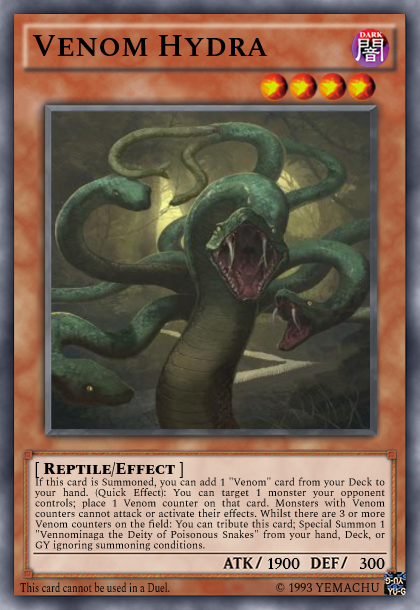 VENOM HYDRA
DARK
闇
[ REPTILE/EFFECT ]
If this card is Summoned, you can add 1 "Venom" card from your Deck to
your hand. (Quick Effect): You can target 1 monster your opponent
controls; place 1 Venom counter on that card. Monsters with Venom
counters cannot attack or activate their effects. Whilst there are 3 or more
Venom counters on the field: You can tribute this card; Special Summon 1
"Vennominaga the Deity of Poisonous Snakes" from your hand, Deck, or
GY ignoring summoning conditions.
ATK/ 1900 DEF/ 300
This card cannot be used in a Duel.
© 1993 YEMACHU